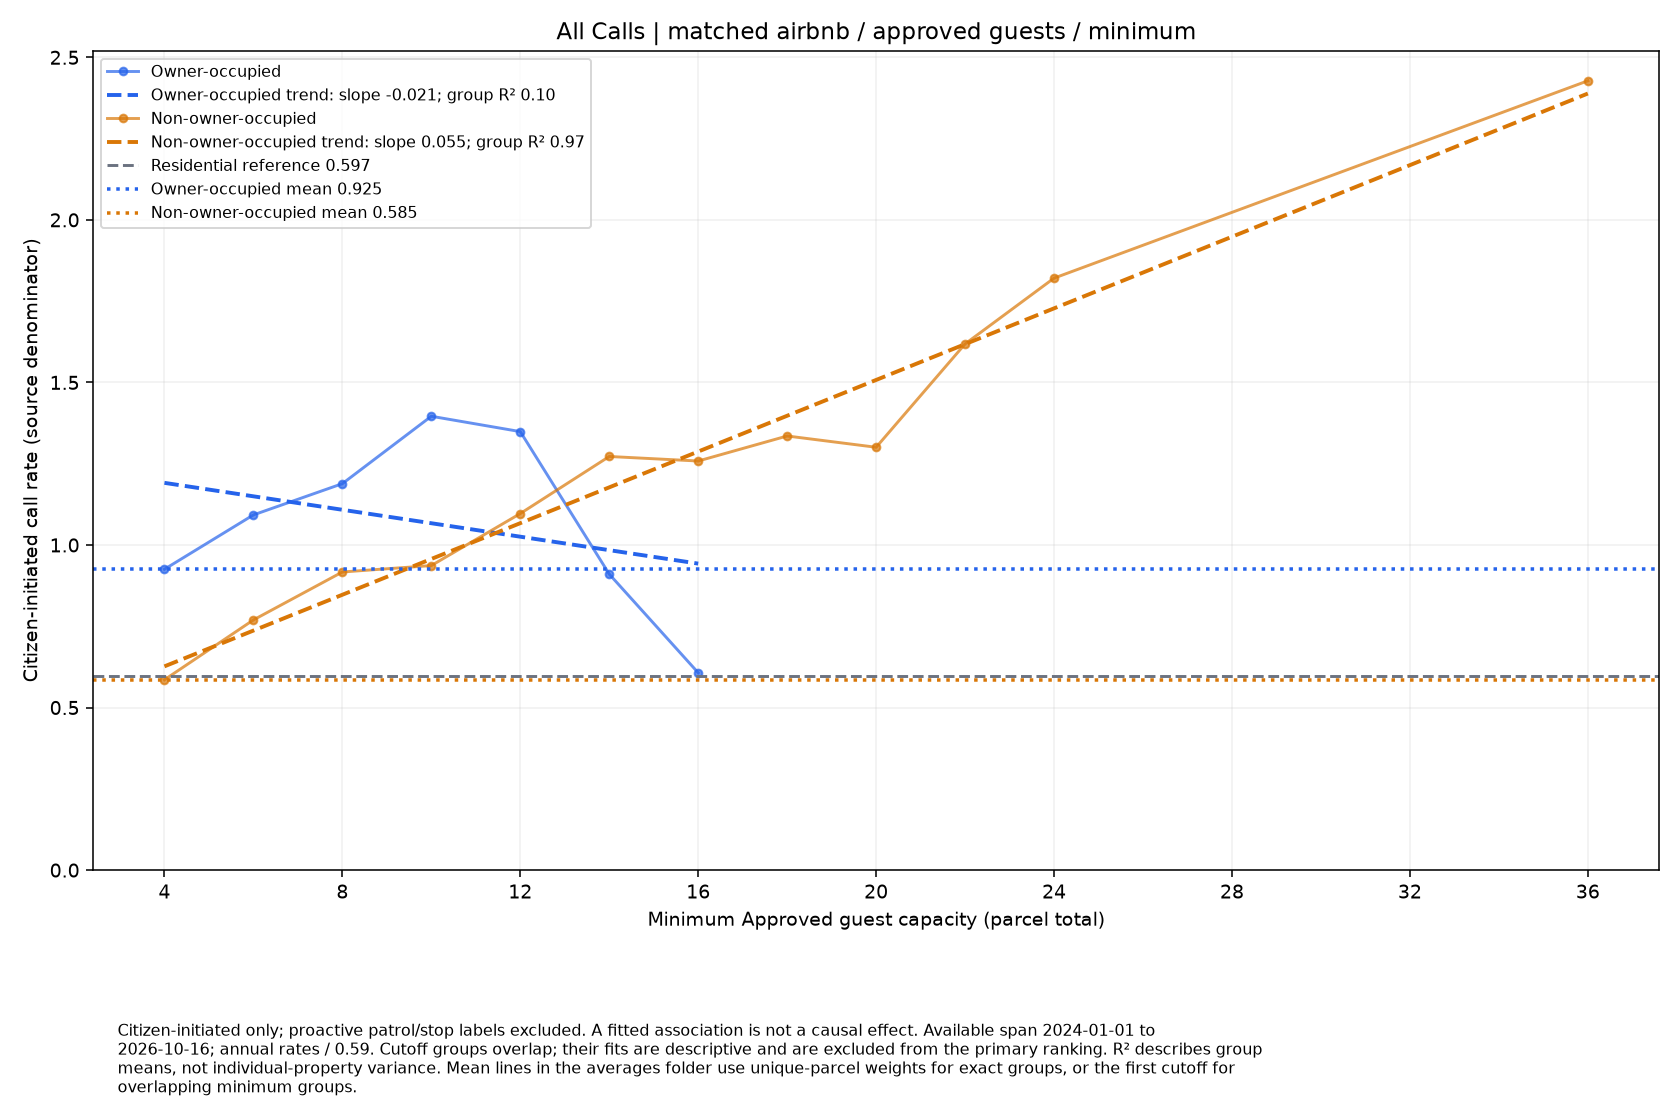 All Calls | matched airbnb / approved guests / minimum
Owner-occupied
Owner-occupied trend: slope -0.021; group R² 0.10
Non-owner-occupied
Non-owner-occupied trend: slope 0.055; group R² 0.97
Residential reference 0.597
Owner-occupied mean 0.925
Non-owner-occupied mean 0.585
Citizen-initiated call rate (source denominator)
2.5
2.0
1.5
1.0
0.5
0.0
4 8 12 16 20 24 28 32 36
Minimum Approved guest capacity (parcel total)
Citizen-initiated only; proactive patrol/stop labels excluded. A fitted association is not a causal effect. Available span 2024-01-01 to
2026-10-16; annual rates / 0.59. Cutoff groups overlap; their fits are descriptive and are excluded from the primary ranking. R² describes group
means, not individual-property variance. Mean lines in the averages folder use unique-parcel weights for exact groups, or the first cutoff for
overlapping minimum groups.